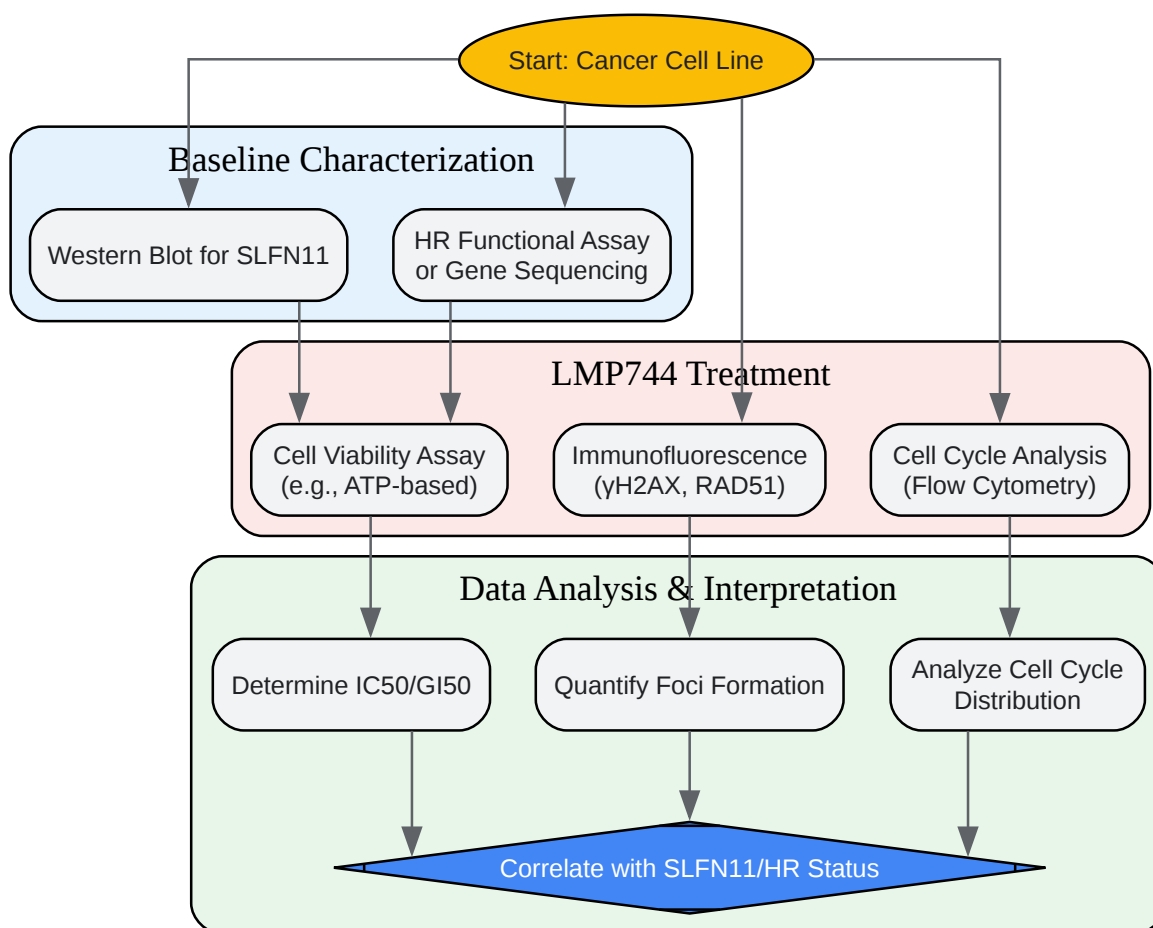 Start: Cancer Cell Line
Baseline Characterization
Western Blot for SLFN11
HR Functional Assay
or Gene Sequencing
LMP744 Treatment
Cell Viability Assay
(e.g., ATP-based)
Immunofluorescence
(γH2AX, RAD51)
Cell Cycle Analysis
(Flow Cytometry)
Data Analysis & Interpretation
Determine IC50/GI50
Quantify Foci Formation
Analyze Cell Cycle
Distribution
Correlate with SLFN11/HR Status